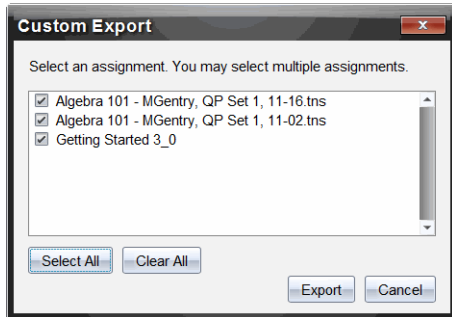 Custom Export
Select an assignment. You may select multiple assignments.
Algebra 101 - MGentry, QP Set 1, 11-16.tns
Algebra 101 - MGentry, QP Set 1, 11-02.tns
Getting Started 3_0
Select All Clear All
Export Cancel